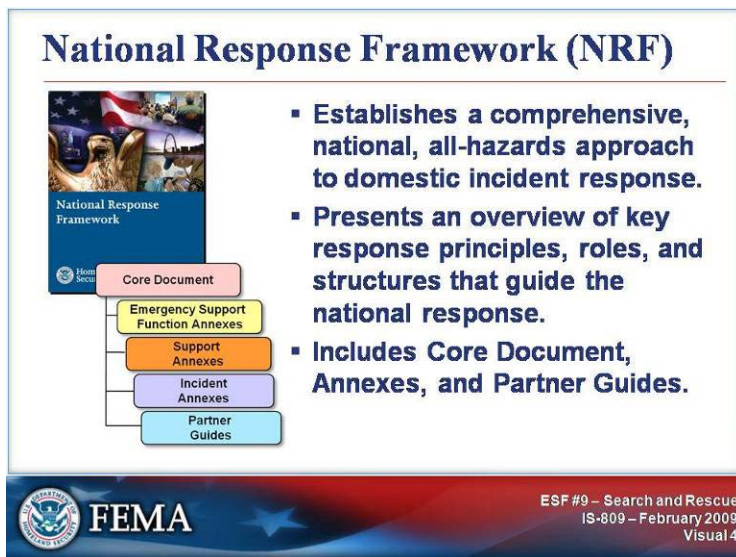 National Response Framework (NRF)
National Response
Framework
Core Document
Emergency Support
Function Annexes
Support
Annexes
Incident
Annexes
Partner
Guides
▪ Establishes a comprehensive,
national, all-hazards approach
to domestic incident response.
▪ Presents an overview of key
response principles, roles, and
structures that guide the
national response.
▪ Includes Core Document,
Annexes, and Partner Guides.
FEMA
ESF #9 – Search and Rescue
IS-809 – February 2009
Visual 4